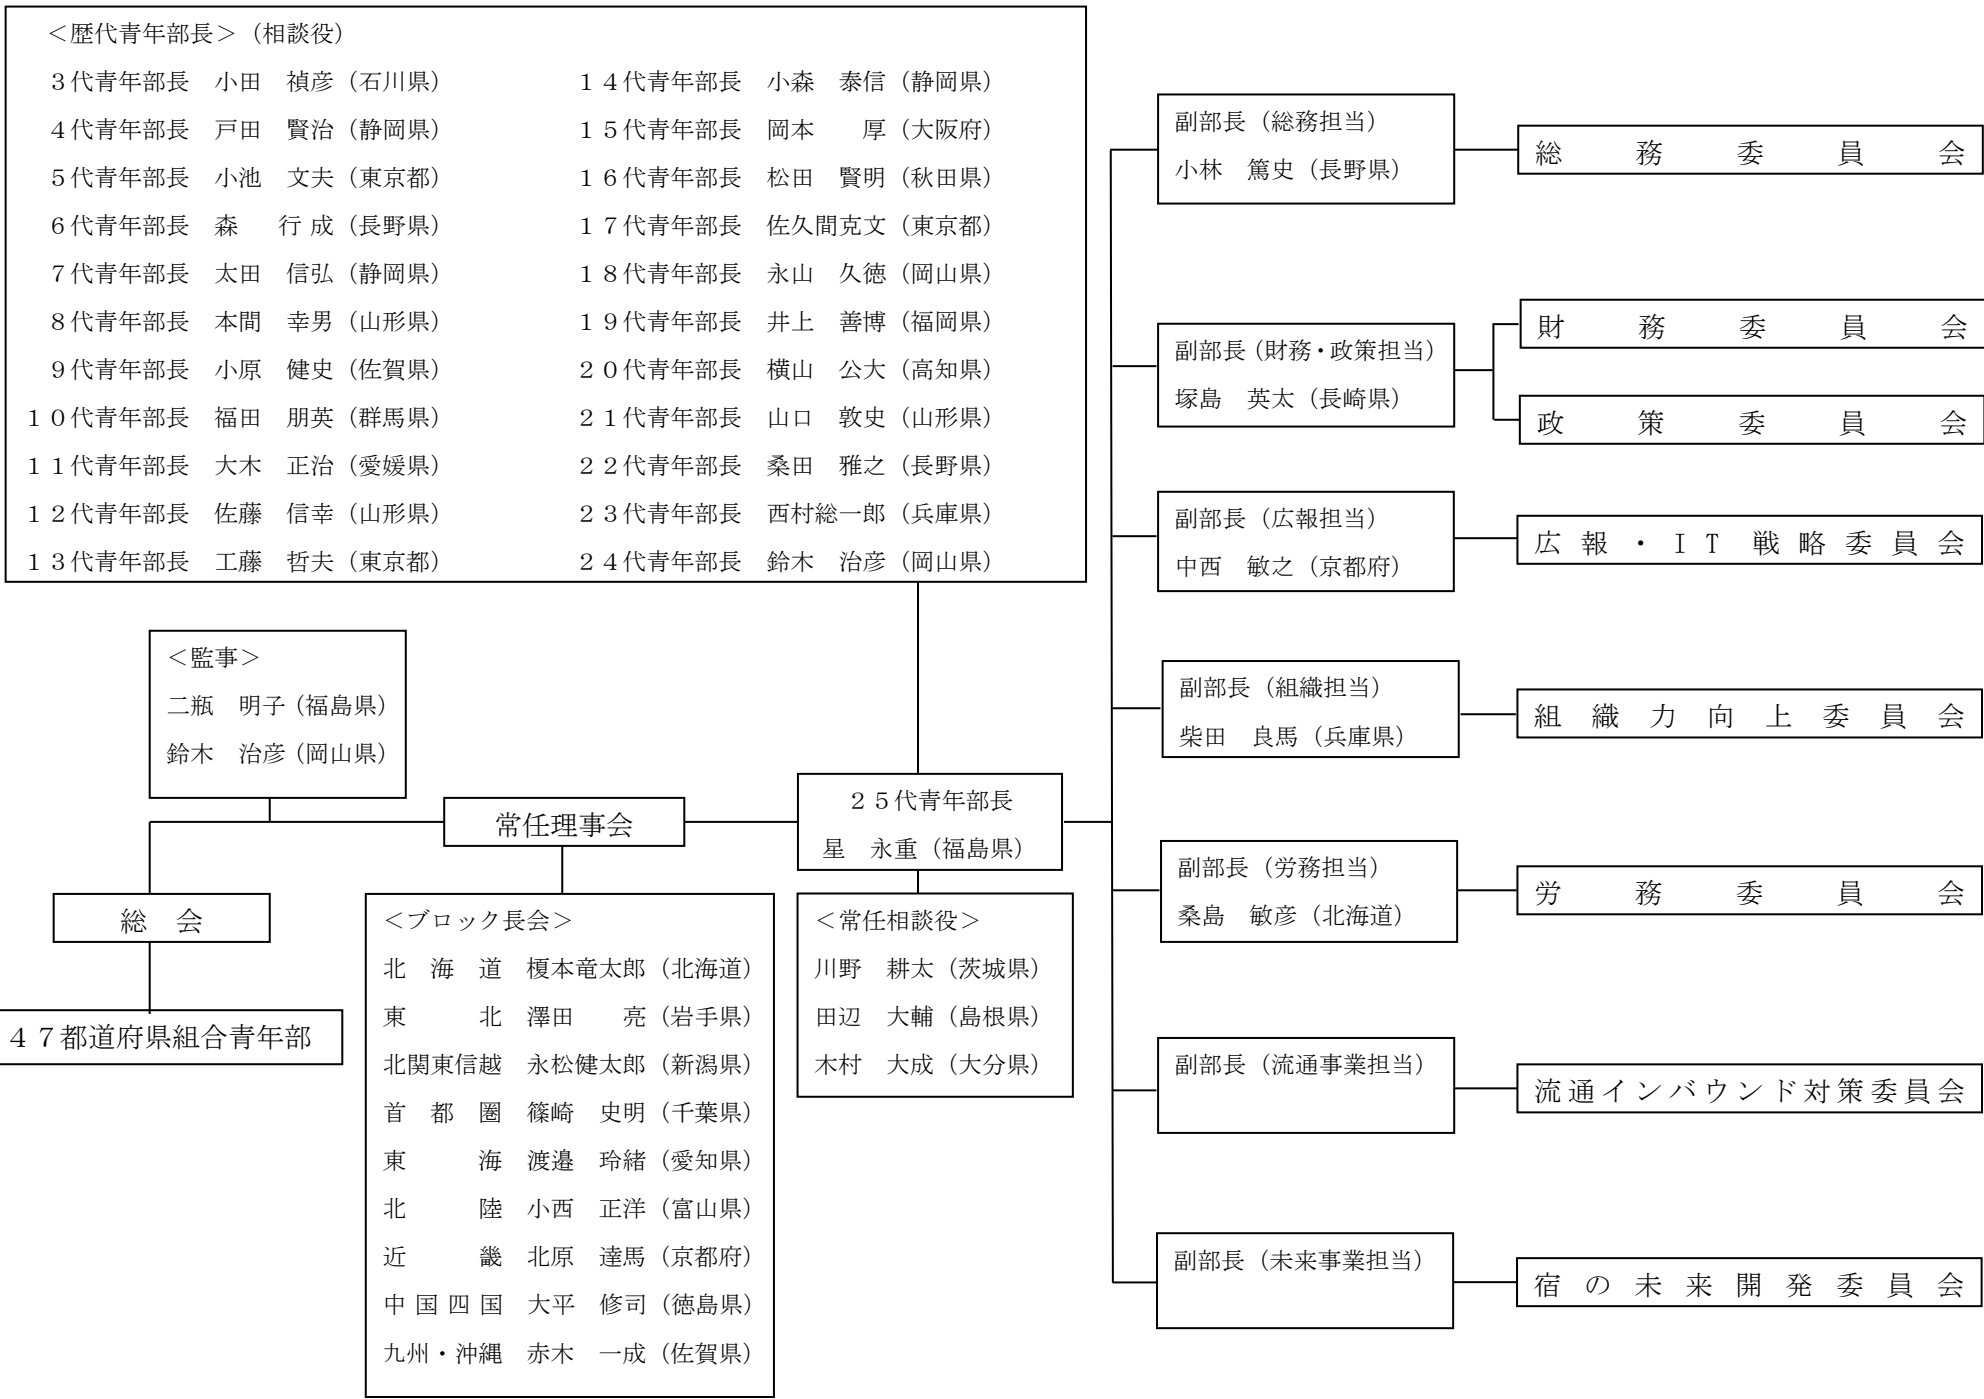 ＜歴代青年部長＞（相談役）
３代青年部長　小田　禎彦（石川県）
４代青年部長　戸田　賢治（静岡県）
５代青年部長　小池　文夫（東京都）
６代青年部長　森　行成（長野県）
７代青年部長　太田　信弘（静岡県）
８代青年部長　本間　幸男（山形県）
９代青年部長　小原　健史（佐賀県）
１０代青年部長　福田　朋英（群馬県）
１１代青年部長　大木　正治（愛媛県）
１２代青年部長　佐藤　信幸（山形県）
１３代青年部長　工藤　哲夫（東京都）
１４代青年部長　小森　泰信（静岡県）
１５代青年部長　岡本　厚（大阪府）
１６代青年部長　松田　賢明（秋田県）
１７代青年部長　佐久間克文（東京都）
１８代青年部長　永山　久徳（岡山県）
１９代青年部長　井上　善博（福岡県）
２０代青年部長　横山　公大（高知県）
２１代青年部長　山口　敦史（山形県）
２２代青年部長　桑田　雅之（長野県）
２３代青年部長　西村総一郎（兵庫県）
２４代青年部長　鈴木　治彦（岡山県）
＜監事＞
二瓶　明子（福島県）
鈴木　治彦（岡山県）
常任理事会
２５代青年部長
星　永重（福島県）
総　会
４７都道府県組合青年部
＜ブロック長会＞
北海道　榎本竜太郎（北海道）
東北　澤田　亮（岩手県）
北関東信越　永松健太郎（新潟県）
首都圏　篠崎　史明（千葉県）
東海　渡邉　玲緒（愛知県）
北陸　小西　正洋（富山県）
近畿　北原　達馬（京都府）
中国四国　大平　修司（徳島県）
九州・沖縄　赤木　一成（佐賀県）
＜常任相談役＞
川野　耕太（茨城県）
田辺　大輔（島根県）
木村　大成（大分県）
副部長（総務担当）
小林　篤史（長野県）
総務委員会
副部長（財務・政策担当）
塚島　英太（長崎県）
財務委員会
政策委員会
副部長（広報担当）
中西　敏之（京都府）
広報・ＩＴ戦略委員会
副部長（組織担当）
柴田　良馬（兵庫県）
組織力向上委員会
副部長（労務担当）
桑島　敏彦（北海道）
労務委員会
副部長（流通事業担当）
流通インバウンド対策委員会
副部長（未来事業担当）
宿の未来開発委員会